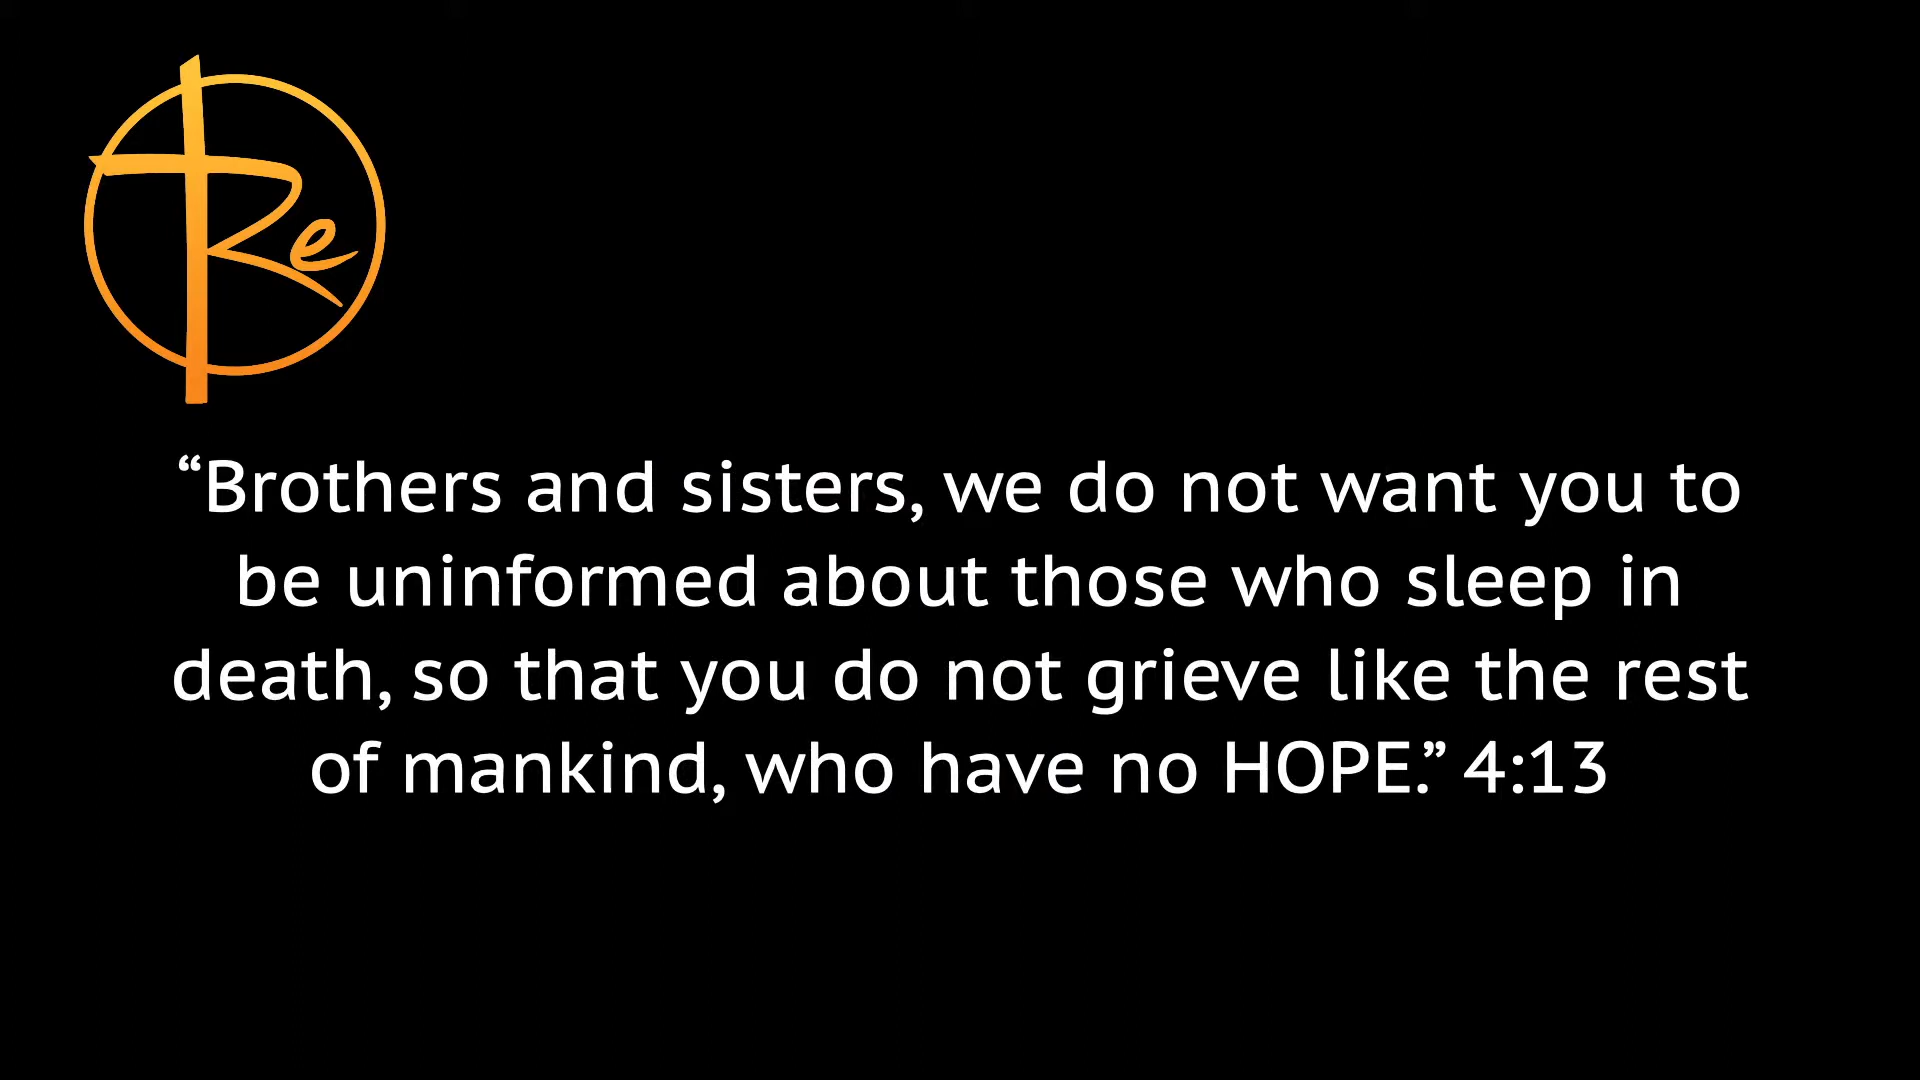 Re
“Brothers and sisters, we do not want you to
be uninformed about those who sleep in
death, so that you do not grieve like the rest
of mankind, who have no HOPE.” 4:13